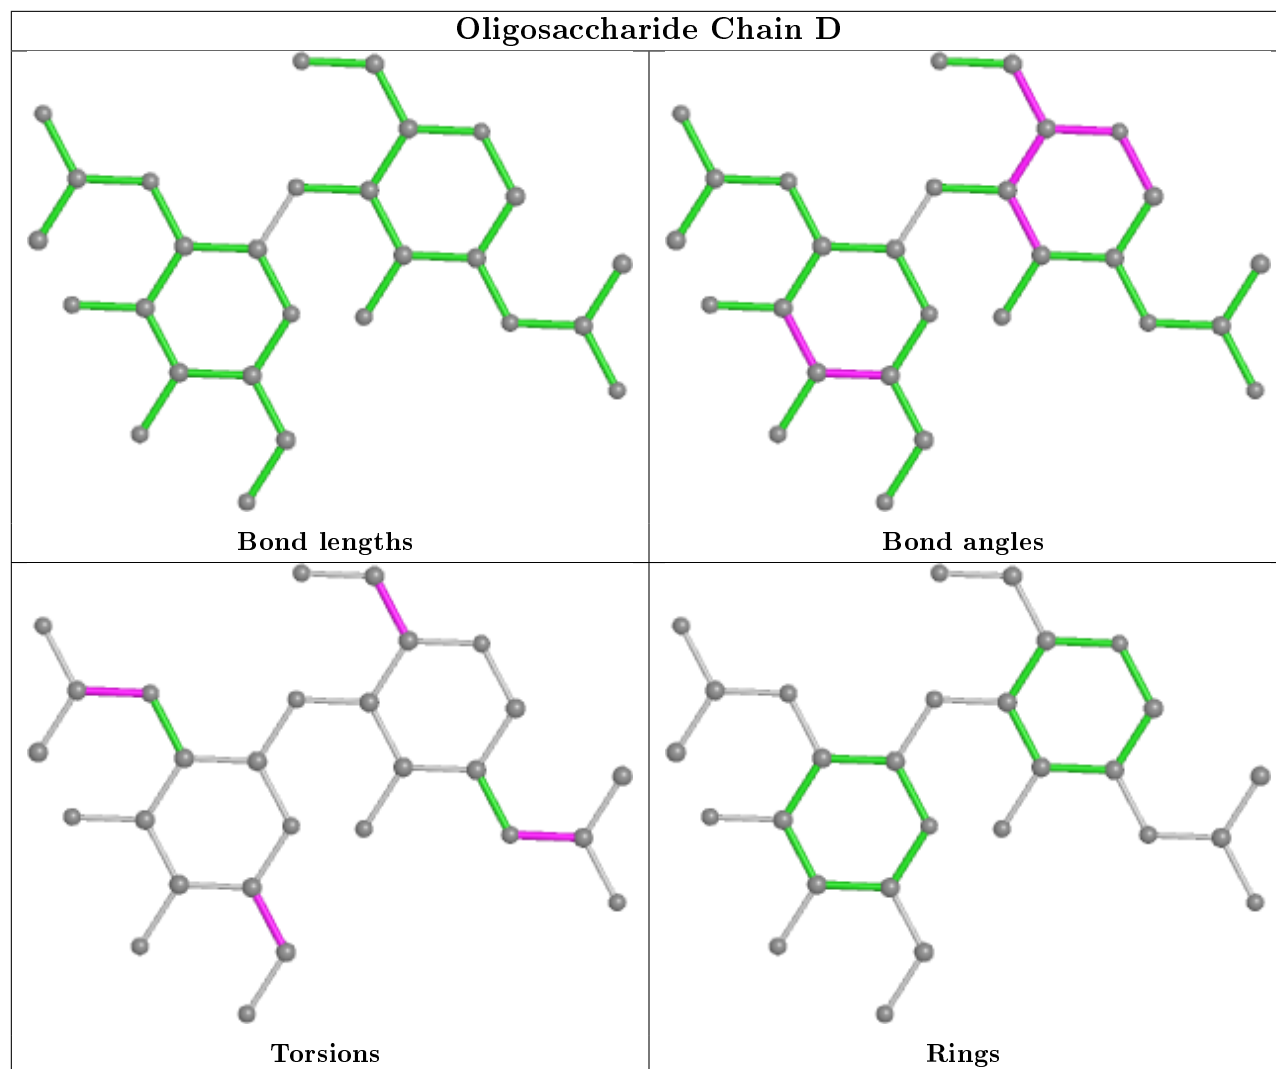 Oligosaccharide Chain D
Bond lengths
Bond angles
Torsions
Rings